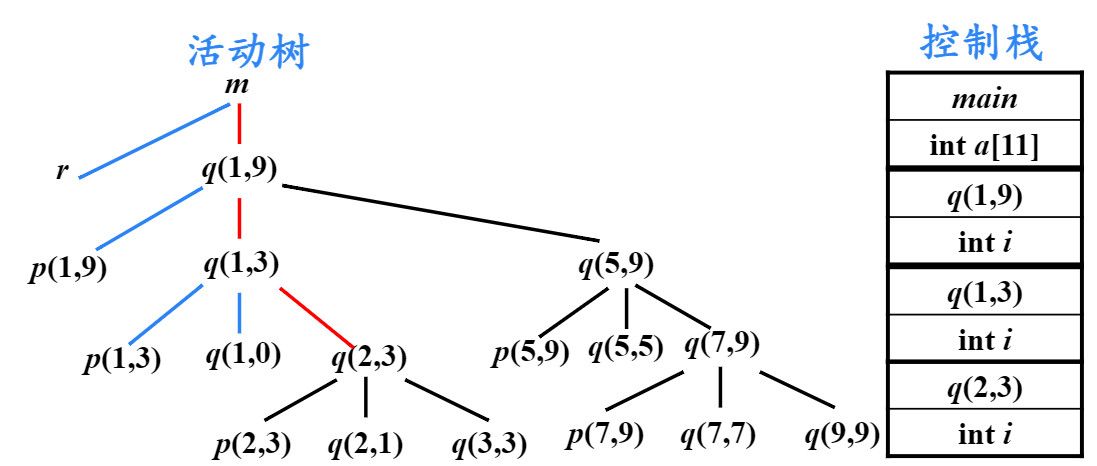 活动树
m
r
q(1,9)
p(1,9)
q(1,3)
q(5,9)
p(1,3)
q(1,0)
q(2,3)
p(5,9)
q(5,5)
q(7,9)
p(2,3)
q(2,1)
q(3,3)
p(7,9)
q(7,7)
q(9,9)
控制栈
main
int a[11]
q(1,9)
int i
q(1,3)
int i
q(2,3)
int i